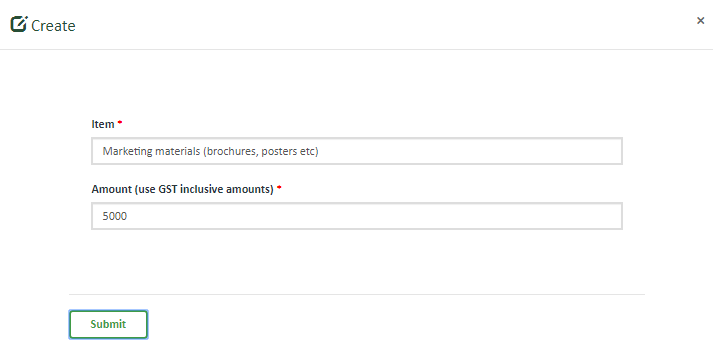 Create
×
Item *
Marketing materials (brochures, posters etc)
Amount (use GST inclusive amounts) *
5000
Submit